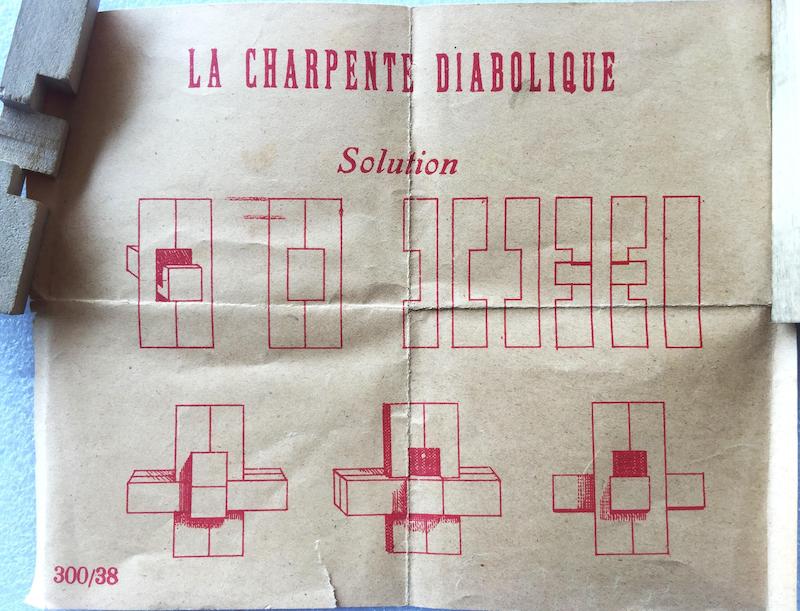 LA CHARPENTE DIABOLIQUE
Solution
300/38